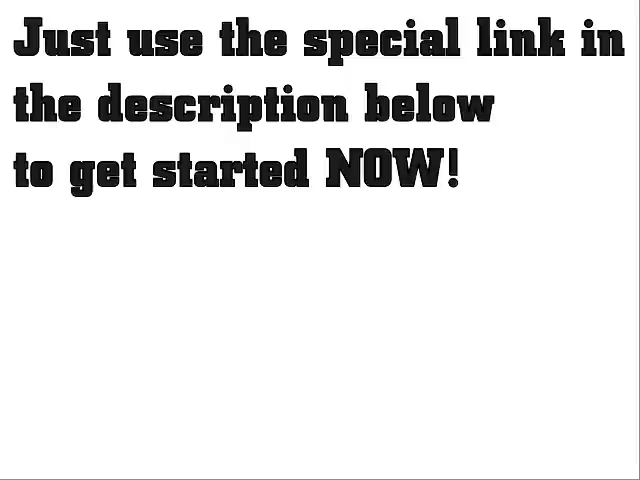 Just use the special link in
the description below
to get started NOW!